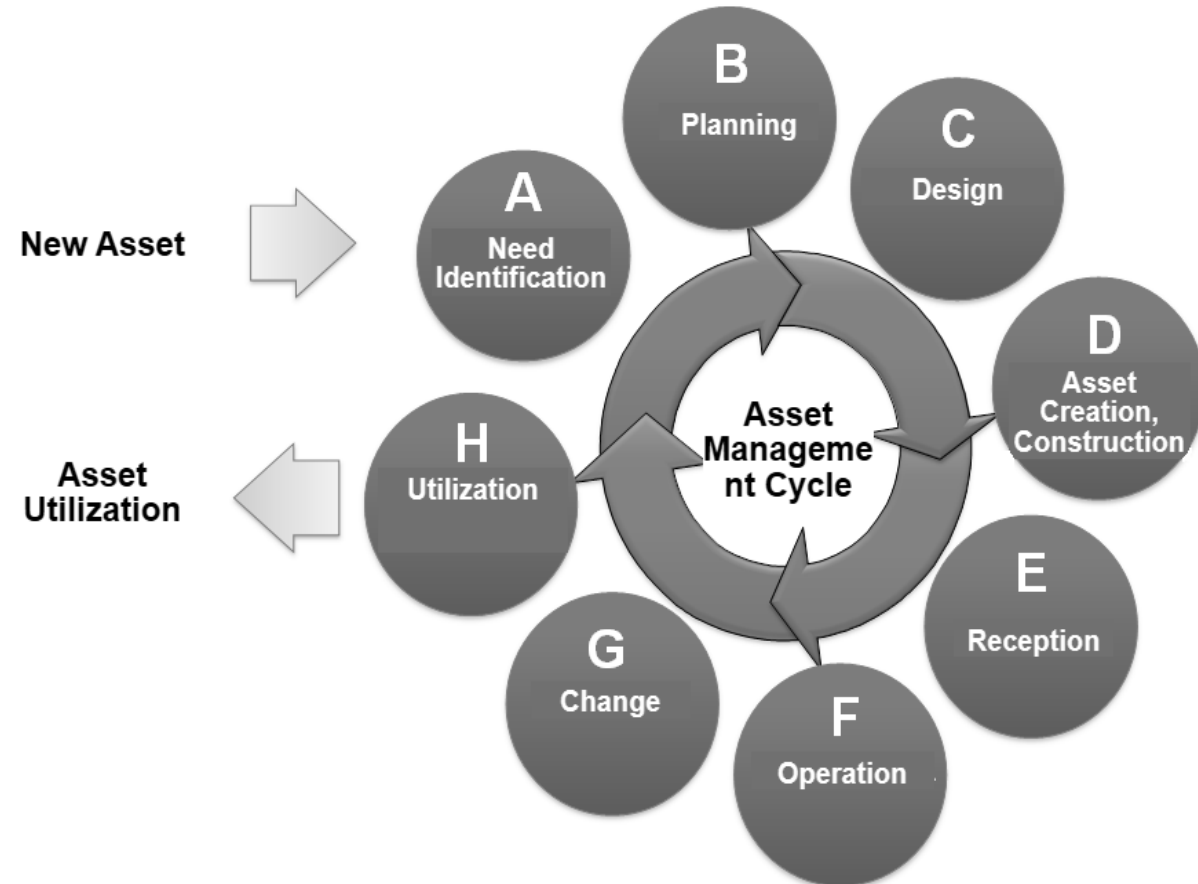 B
Planning
C
Design
A
Need
Identification
New Asset
D
Asset
Creation,
Construction
Asset
Manageme
nt Cycle
H
Utilization
Asset
Utilization
E
Reception
G
Change
F
Operation